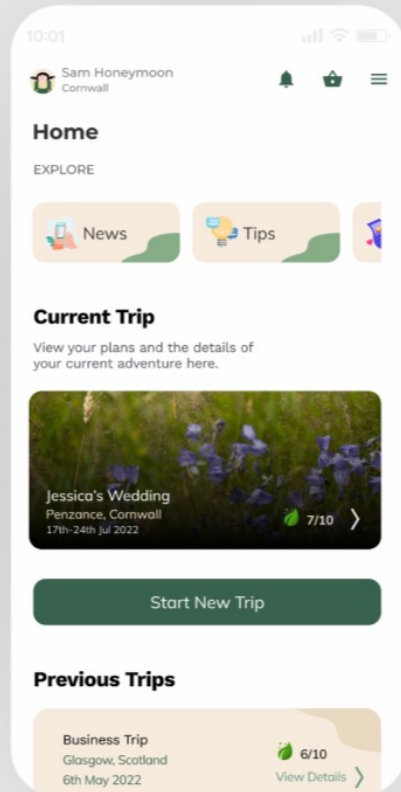 10:01
Sam Honeymoon
Cornwall
Home
EXPLORE
News
Tips
Current Trip
View your plans and the details of
your current adventure here.
Jessica's Wedding
Penzance, Cornwall
17th-24th Jul 2022
7/10
Start New Trip
Previous Trips
Business Trip
Glasgow, Scotland
6th May 2022
6/10
View Details